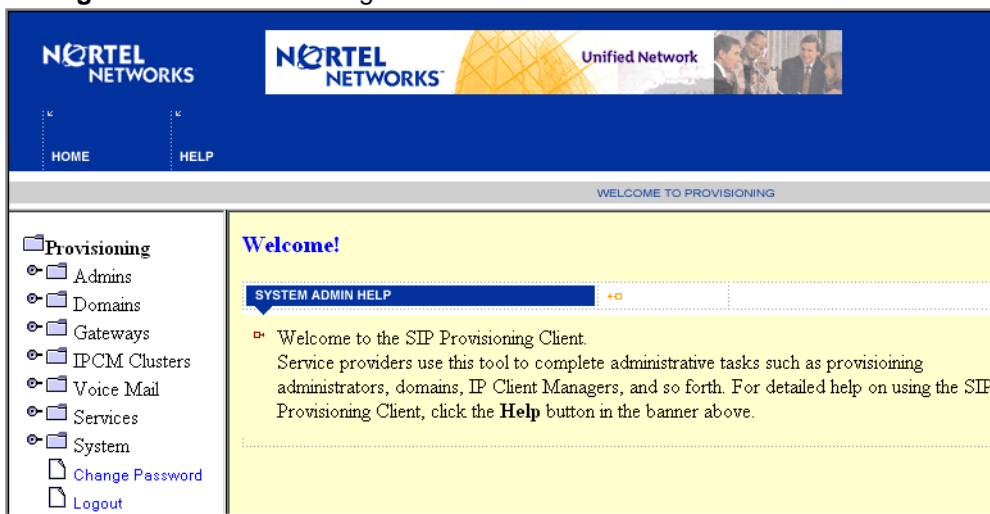 NORTEL
NETWORKS
NORTEL
NETWORKS
Unified Network
HOME
HELP
WELCOME TO PROVISIONING
Provisioning
Admins
Domains
Gateways
IPCM Clusters
Voice Mail
Services
System
Change Password
Logout
Welcome!
SYSTEM ADMIN HELP
Welcome to the SIP Provisioning Client.
Service providers use this tool to complete administrative tasks such as provisioining
administrators, domains, IP Client Managers, and so forth. For detailed help on using the SIP
Provisioning Client, click the Help button in the banner above.